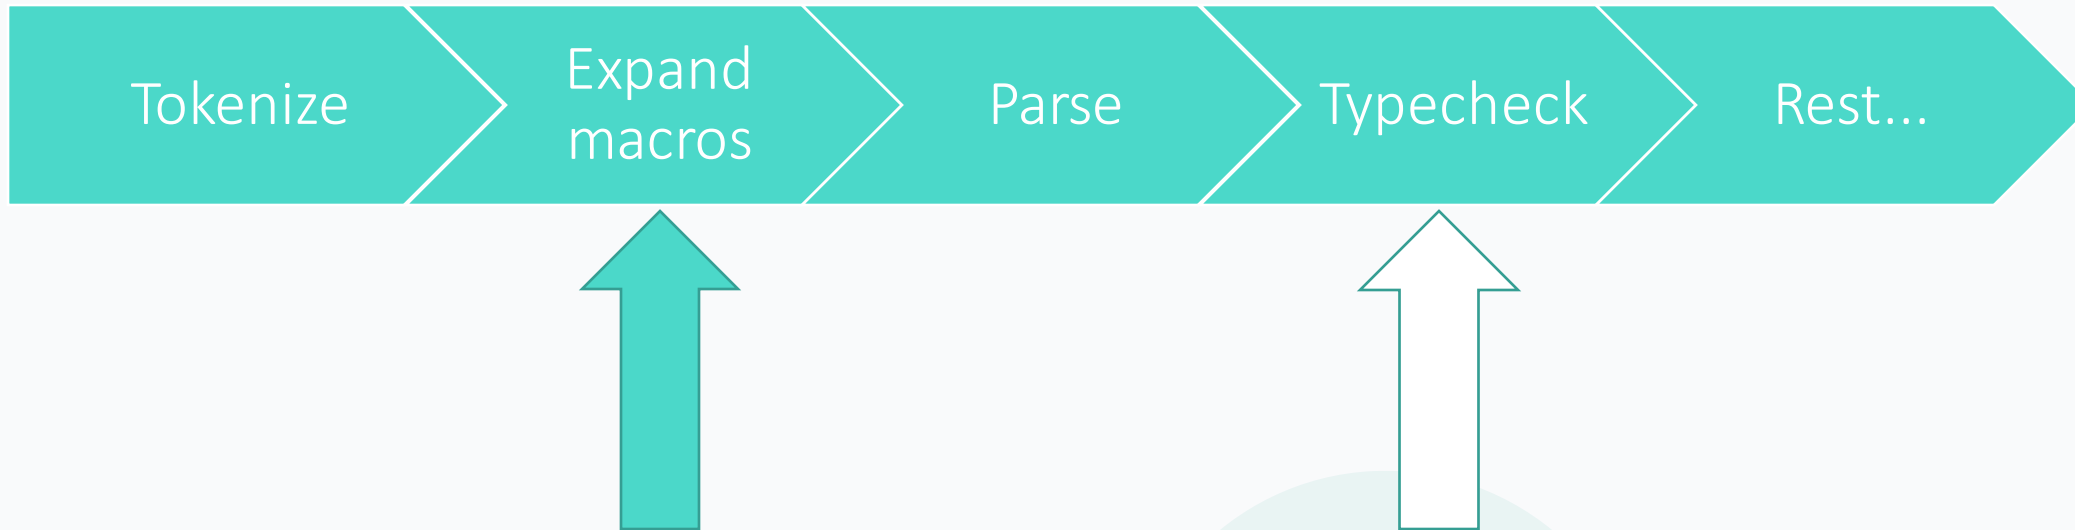 Tokenize
Expand
macros
Parse
Typecheck
Rest...